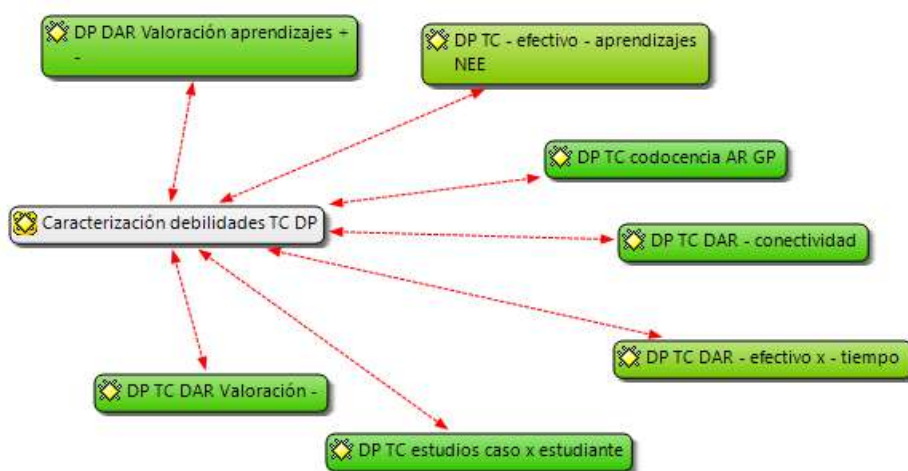 DP DAR Valoración aprendizajes +
-
DP TC - efectivo - aprendizajes
NEE
DP TC codocencia AR GP
Caracterización debilidades TC DP
DP TC DAR - conectividad
DP TC DAR - efectivo x - tiempo
DP TC DAR Valoración -
DP TC estudios caso x estudiante